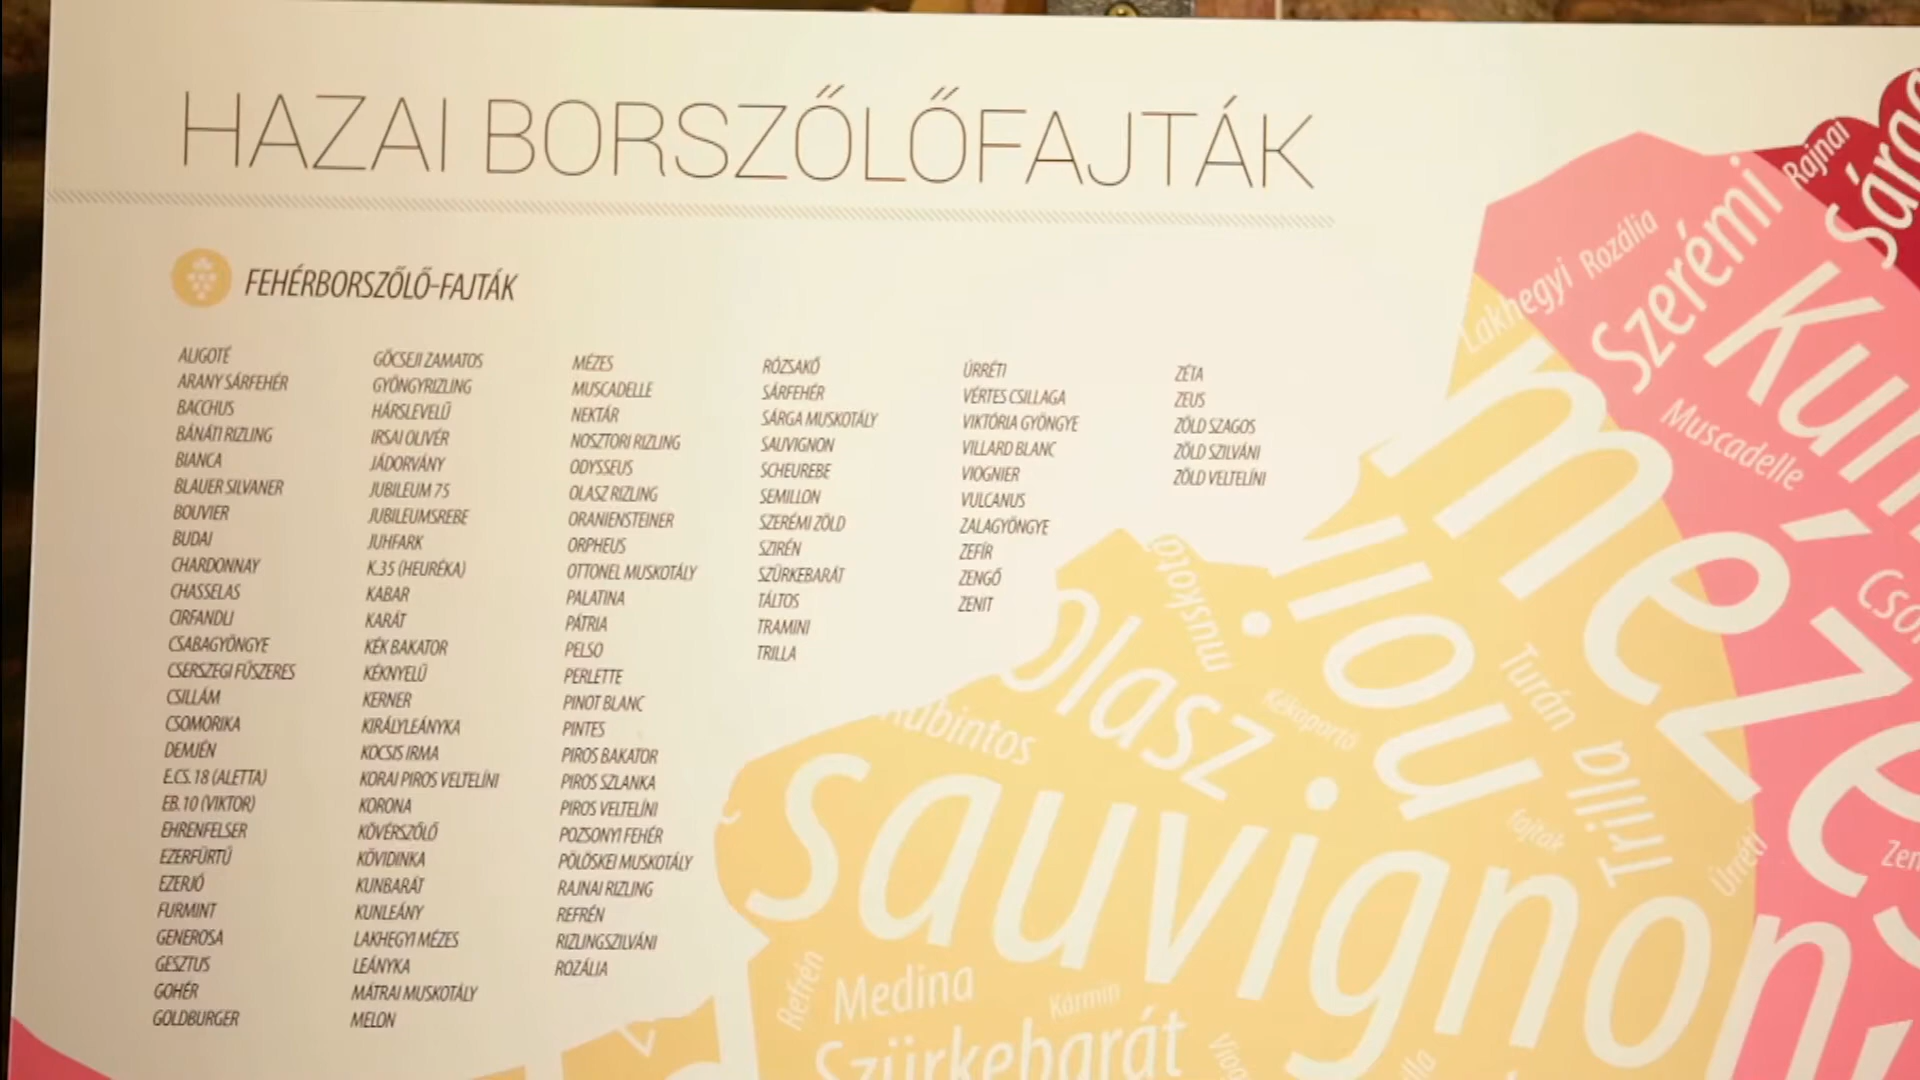 HAZAI BORSZŐLŐFAJTÁK
FEHÉRBORSZŐLŐ-FAJTÁK
ALIGOTÉ
ARANY SÁRFEHÉR
BACCHUS
BÁNÁTI RIZLING
BIANCA
BLAUER SILVANER
BOUVIER
BUDAI
CHARDONNAY
CHASSELAS
CIRFANDLI
CSABAGYÖNGYE
CSERSZEGI FŰSZERES
CSILLÁM
CSOMORIKA
DEMJÉN
E.CS. 18 (ALETTA)
EB. 10 (VIKTOR)
EHRENFELSER
EZERFÜRTŰ
EZERJÓ
FURMINT
GENEROSA
GESZTUS
GOHÉR
GOLDBURGER
GÖCSEJI ZAMATOS
GYÖNGYRIZLING
HÁRSLEVELŰ
IRSAI OLIVÉR
JÁDORVÁNY
JUBILEUM 75
JUBILEUMSREBE
JUHFARK
K.35 (HEURÉKA)
KABAR
KARÁT
KÉK BAKATOR
KÉKNYELŰ
KERNER
KIRÁLYLEÁNYKA
KOCSIS IRMA
KORAI PIROS VELTELÍNI
KORONA
KÖVÉRSZŐLŐ
KÖVIDINKA
KUNBARÁT
KUNLEÁNY
LAKHEGYI MÉZES
LEÁNYKA
MÁTRAI MUSKOTÁLY
MELON
MÉZES
MUSCADELLE
NEKTÁR
NOSZTORI RIZLING
ODYSSEUS
OLASZ RIZLING
ORANIENSTEINER
ORPHEUS
OTTONEL MUSKOTÁLY
PALATINA
PÁTRIA
PELSO
PERLETTE
PINOT BLANC
PINTES
PIROS BAKATOR
PIROS SZLANKA
PIROS VELTELÍNI
POZSONYI FEHÉR
PÖLÖSKEI MUSKOTÁLY
RAJNAI RIZLING
REFRÉN
RIZLINGSZILVÁNI
ROZÁLIA
RÓZSAKŐ
SÁRFEHÉR
SÁRGA MUSKOTÁLY
SAUVIGNON
SCHEUREBE
SEMILLON
SZERÉMI ZÖLD
SZIRÉN
SZÜRKEBARÁT
TÁLTOS
TRAMINI
TRILLA
ÚRRÉTI
VÉRTES CSILLAGA
VIKTÓRIA GYÖNGYE
VILLARD BLANC
VIOGNIER
VULCANUS
ZALAGYÖNGYE
ZEFÍR
ZENGŐ
ZENIT
ZÉTA
ZEUS
ZÖLD SZAGOS
ZÖLD SZILVÁNI
ZÖLD VELTELÍNI
Rajnai
Rozália
Szerémi
Lakhegyi
Muscadelle
méze
olasz
Turán
Trilla
Kékoportó
fajták
Úrréti
sauvignon
Refrén
Medina
Kármin
Szürkebarát